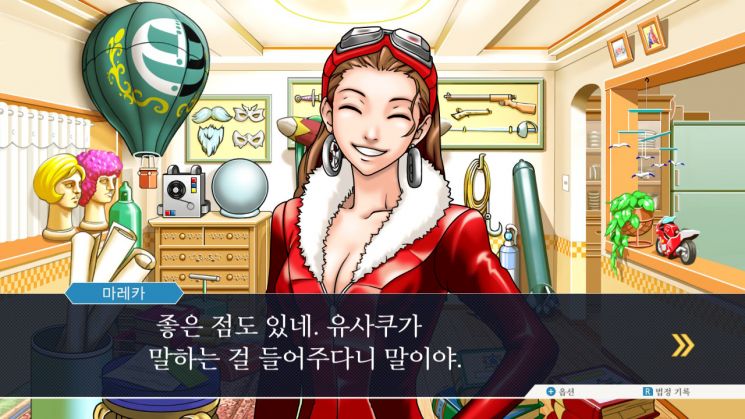 마레카
좋은 점도 있네. 유사쿠가
말하는 걸 들어주다니 말이야.
+ 옵션
R 법정 기록